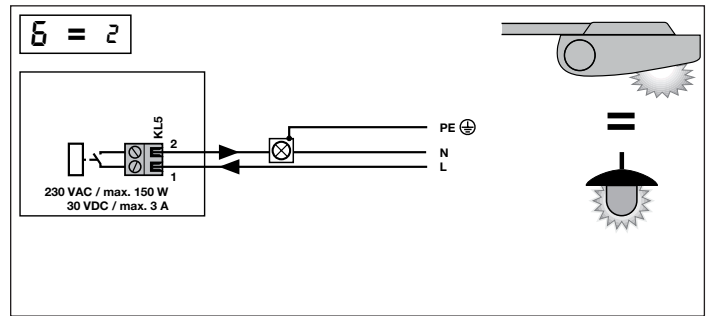 6 = 2
KL5
2
1
230 VAC / max. 150 W
30 VDC / max. 3 A
PE
N
L
=